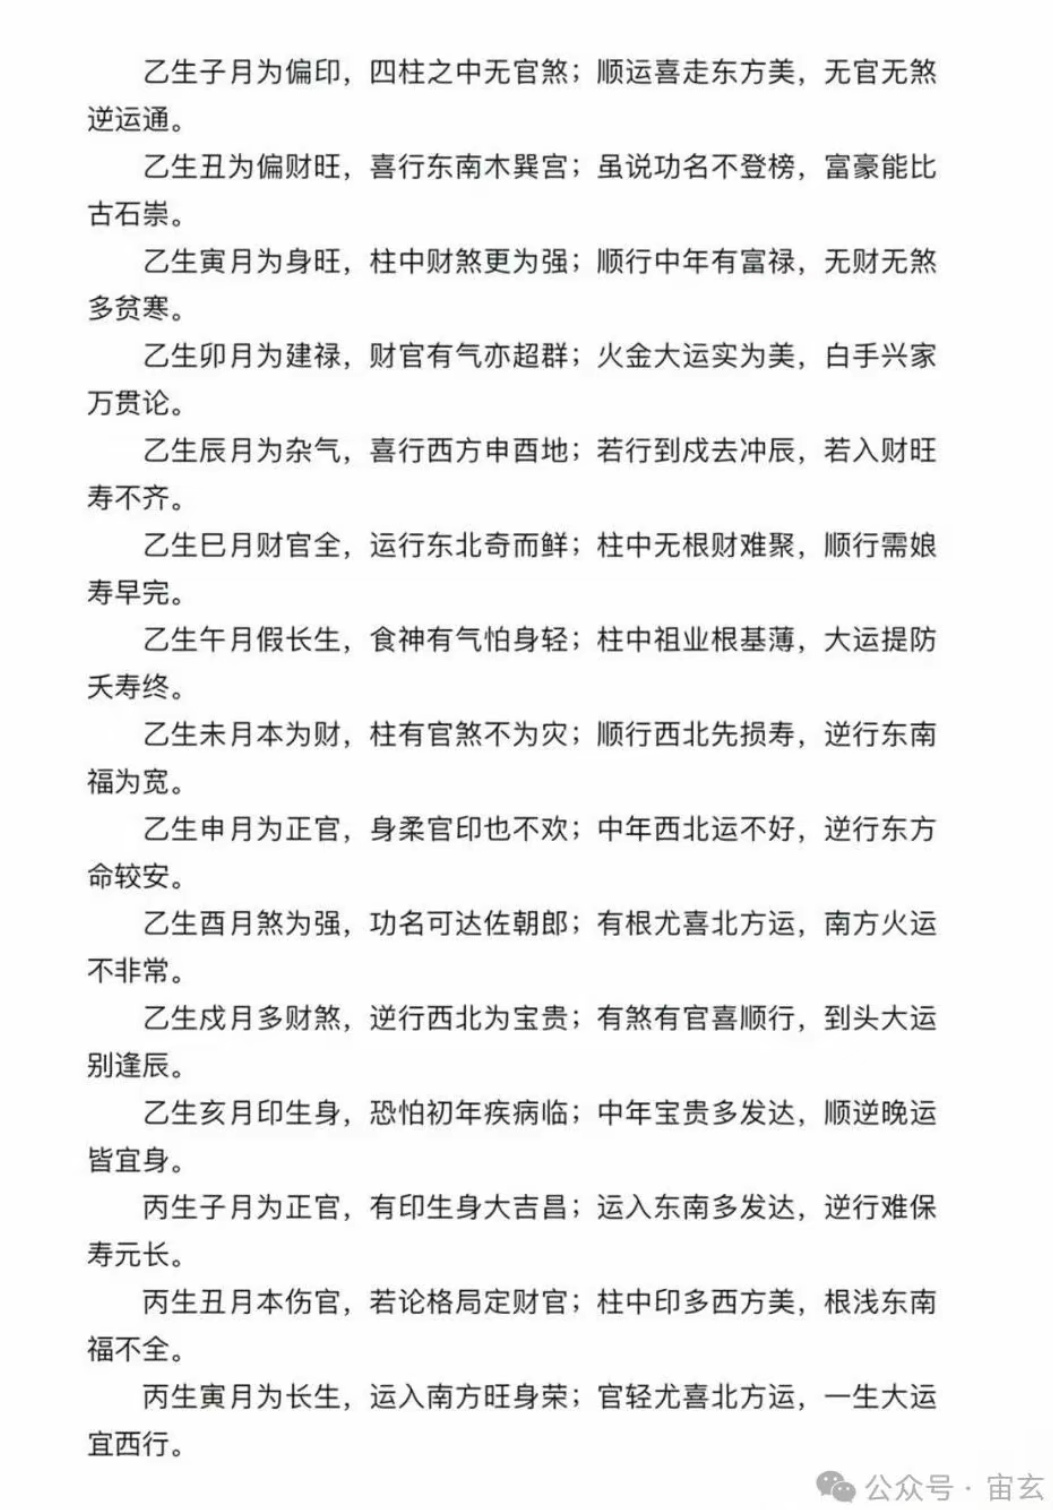 乙生子月为偏印，四柱之中无官煞；顺运喜走东方美，无官无煞
逆运通。
乙生丑为偏财旺，喜行东南木巽宫；虽说功名不登榜，富豪能比
古石崇。
乙生寅月为身旺，柱中财煞更为强；顺行中年有富禄，无财无煞
多贫寒。
乙生卯月为建禄，财官有气亦超群；火金大运实为美，白手兴家
万贯论。
乙生辰月为杂气，喜行西方申酉地；若行到戍去冲辰，若入财旺
寿不齐。
乙生巳月财官全，运行东北奇而鲜；柱中无根财难聚，顺行需娘
寿早完。
乙生午月假长生，食神有气怕身轻；柱中祖业根基薄，大运提防
夭寿终。
乙生未月本为财，柱有官煞不为灾；顺行西北先损寿，逆行东南
福为宽。
乙生申月为正官，身柔官印也不欢；中年西北运不好，逆行东方
命较安。
乙生酉月煞为强，功名可达佐朝郎；有根尤喜北方运，南方火运
不非常。
乙生戍月多财煞，逆行西北为宝贵；有煞有官喜顺行，到头大运
别逢辰。
乙生亥月印生身，恐怕初年疾病临；中年宝贵多发达，顺逆晚运
皆宜身。
丙生子月为正官，有印生身大吉昌；运入东南多发达，逆行难保
寿元长。
丙生丑月本伤官，若论格局定财官；柱中印多西方美，根浅东南
福不全。
丙生寅月为长生，运入南方旺身荣；官轻尤喜北方运，一生大运
宜西行。
公众号·宙玄